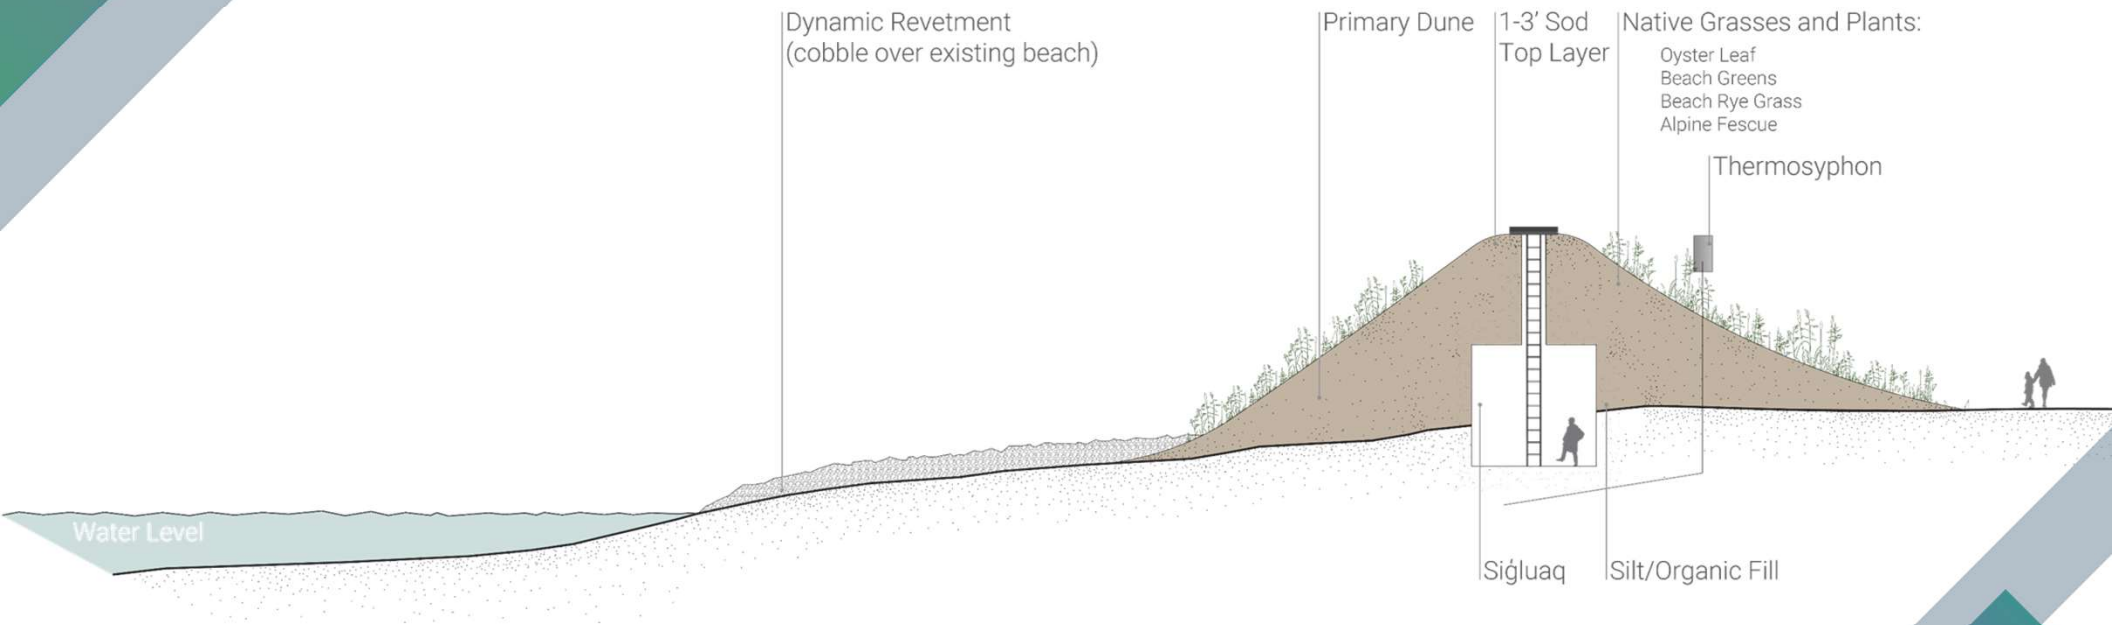 Dynamic Revetment
(cobble over existing beach)
Primary Dune
1-3’ Sod
Top Layer
Native Grasses and Plants:
Oyster Leaf
Beach Greens
Beach Rye Grass
Alpine Fescue
Thermosyphon
Water Level
Siģluaq
Silt/Organic Fill